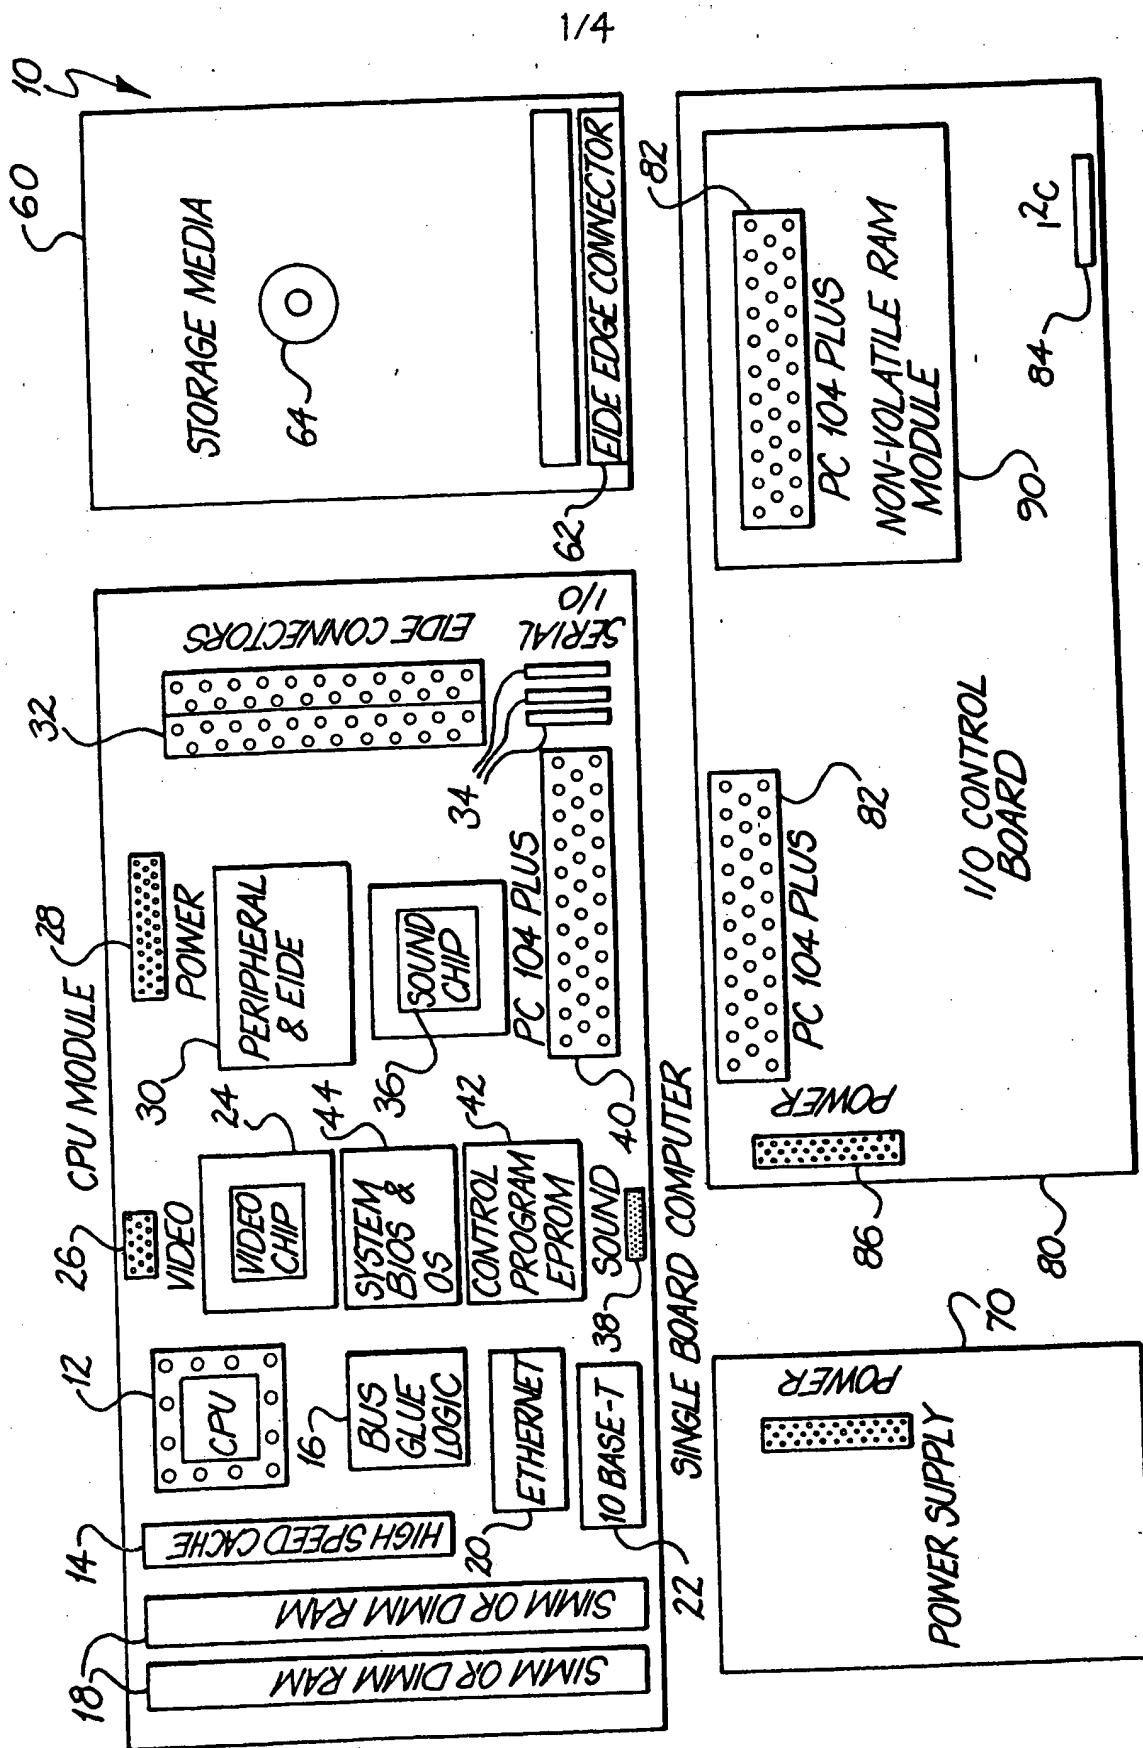 1/4
10
60
STORAGE MEDIA
64
EIDE EDGE CONNECTOR
62
CPU MODULE
26
VIDEO
28
POWER
32
EIDE CONNECTORS
SERIAL
I/O
34
12
CPU
14
HIGH SPEED CACHE
18
SIMM OR DIMM RAM
SIMM OR DIMM RAM
16
BUS
GLUE
LOGIC
20
ETHERNET
22
10 BASE-T
24
VIDEO
CHIP
44
SYSTEM
BIOS &
OS
42
CONTROL
PROGRAM
EPROM
38
SOUND
30
PERIPHERAL
& EIDE
36
SOUND
CHIP
PC 104 PLUS
40
SINGLE BOARD COMPUTER
70
POWER
POWER SUPPLY
80
86
POWER
PC 104 PLUS
82
I/O CONTROL
BOARD
82
PC 104 PLUS
NON-VOLATILE RAM
MODULE
90
84
I2C